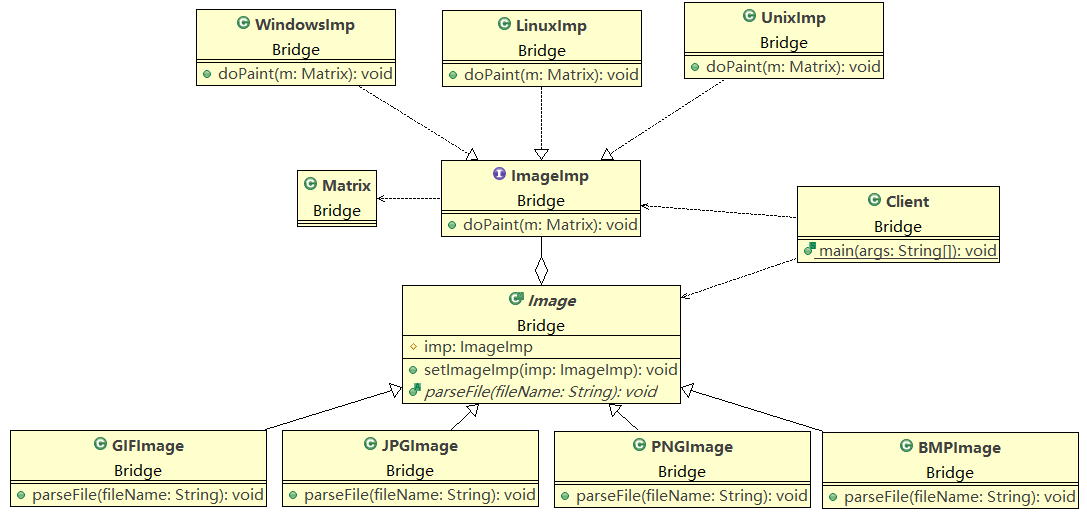 WindowsImp
Bridge
doPaint(m: Matrix): void
LinuxImp
Bridge
doPaint(m: Matrix): void
UnixImp
Bridge
doPaint(m: Matrix): void
Matrix
Bridge
I ImageImp
Bridge
doPaint(m: Matrix): void
C Client
Bridge
main(args: String[]): void
Image
Bridge
imp: ImageImp
setImageImp(imp: ImageImp): void
parseFile(fileName: String): void
GIFImage
Bridge
parseFile(fileName: String): void
JPGImage
Bridge
parseFile(fileName: String): void
PNGImage
Bridge
parseFile(fileName: String): void
BMPImage
Bridge
parseFile(fileName: String): void